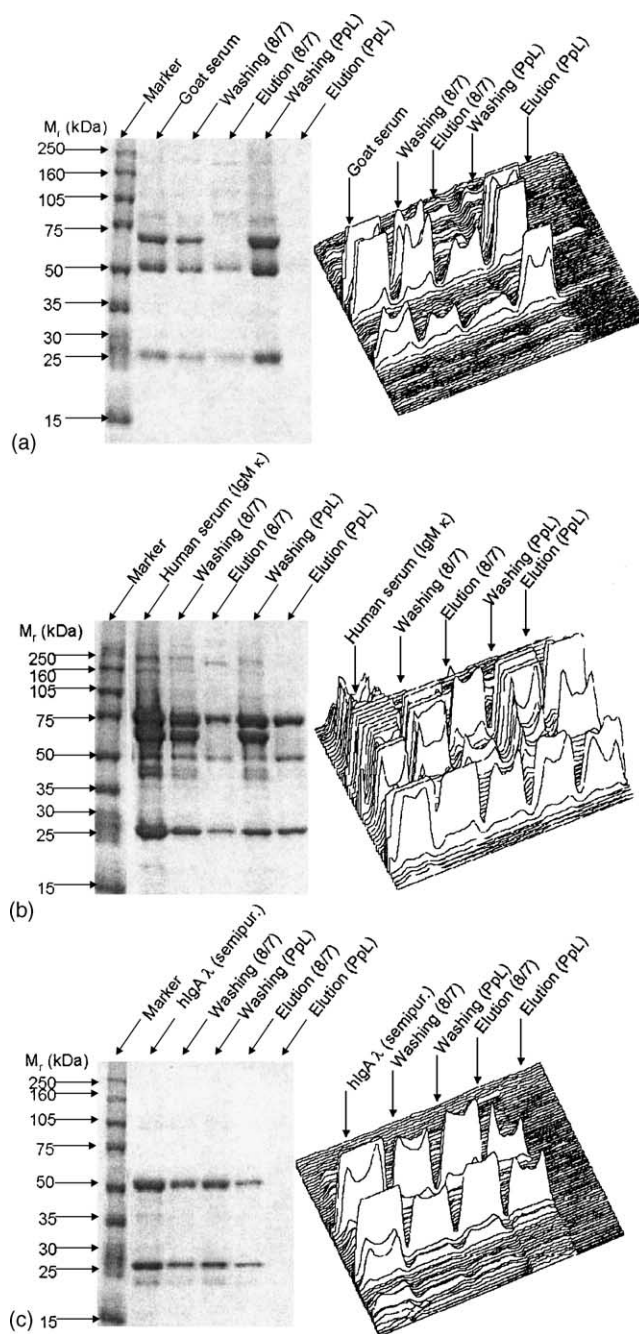 Marker
Goat serum
Washing (8/7)
Elution (8/7)
Washing (PpL)
Elution (PpL)
Mr (kDa)
250
160
105
75
50
35
30
25
15
Goat serum
Washing (8/7)
Elution (8/7)
Washing (PpL)
Elution (PpL)
(a)
Marker
Human serum (IgM κ)
Washing (8/7)
Elution (8/7)
Washing (PpL)
Elution (PpL)
Mr (kDa)
250
160
105
75
50
35
30
25
15
Human serum (IgM κ)
Washing (8/7)
Elution (8/7)
Washing (PpL)
Elution (PpL)
(b)
Marker
hIgA λ (semipur.)
Washing (8/7)
Washing (PpL)
Elution (8/7)
Elution (PpL)
Mr (kDa)
250
160
105
75
50
35
30
25
15
hIgA λ (semipur.)
Washing (8/7)
Washing (PpL)
Elution (8/7)
Elution (PpL)
(c)